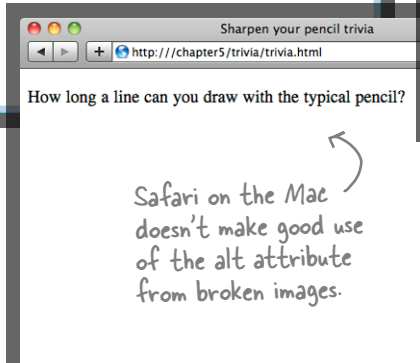 Sharpen your pencil trivia
http:///chapter5/trivia/trivia.html
How long a line can you draw with the typical pencil?
Safari on the Mac
doesn't make good use
of the alt attribute
from broken images.